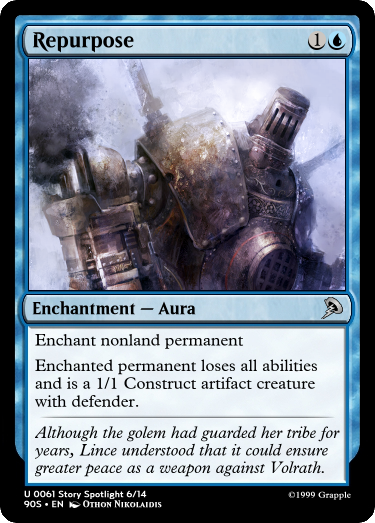 Repurpose 1
Enchantment — Aura
Enchant nonland permanent
Enchanted permanent loses all abilities
and is a 1/1 Construct artifact creature
with defender.
Although the golem had guarded her tribe for
years, Lince understood that it could ensure
greater peace as a weapon against Volrath.
U 0061 Story Spotlight 6/14
90S • EN Othon Nikolaidis
©1999 Grapple